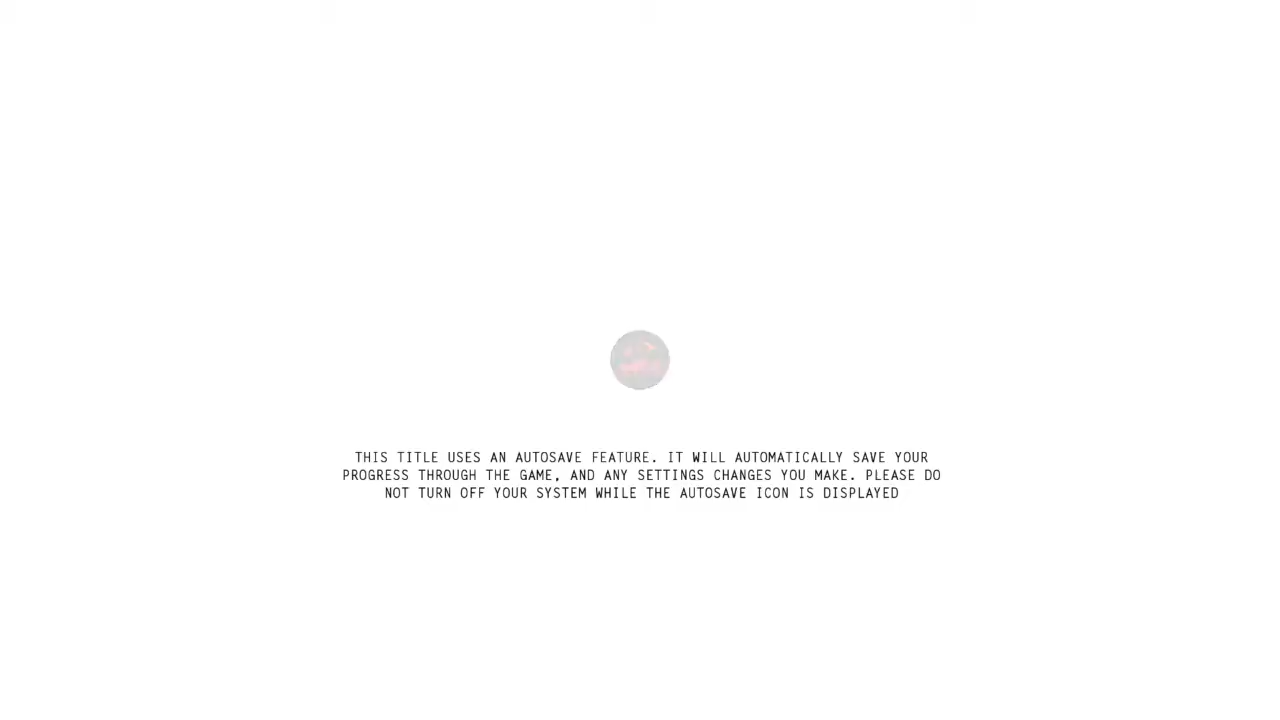 THIS TITLE USES AN AUTOSAVE FEATURE. IT WILL AUTOMATICALLY SAVE YOUR
PROGRESS THROUGH THE GAME, AND ANY SETTINGS CHANGES YOU MAKE. PLEASE DO
NOT TURN OFF YOUR SYSTEM WHILE THE AUTOSAVE ICON IS DISPLAYED